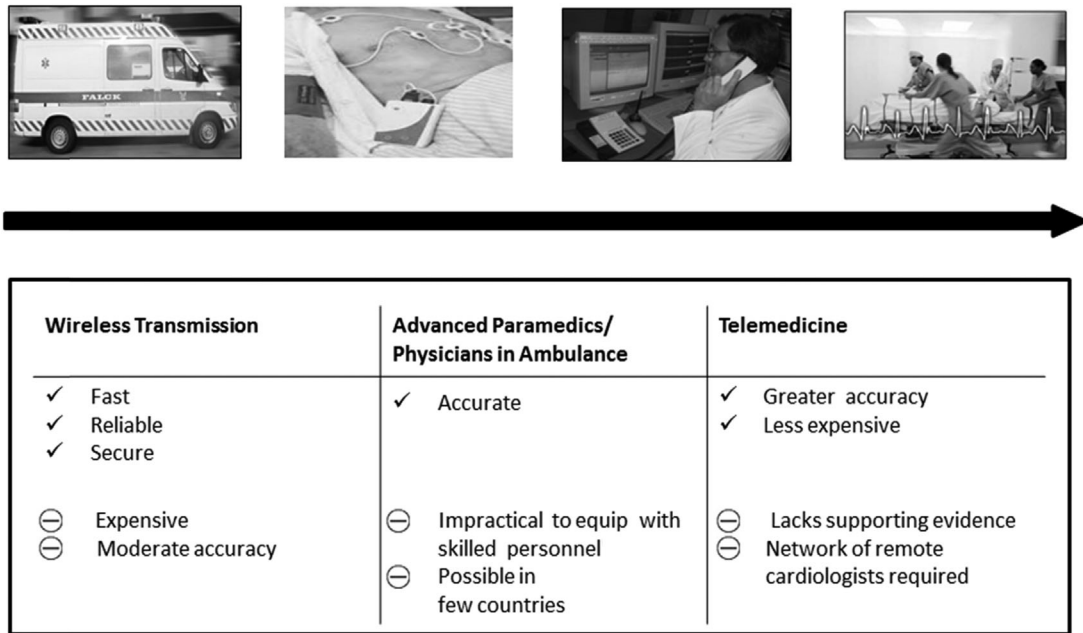 FALCK
Wireless Transmission
Advanced Paramedics/
Physicians in Ambulance
Telemedicine
✓ Fast
✓ Reliable
✓ Secure
⊖ Expensive
⊖ Moderate accuracy
✓ Accurate
⊖ Impractical to equip with
skilled personnel
⊖ Possible in
few countries
✓ Greater accuracy
✓ Less expensive
⊖ Lacks supporting evidence
⊖ Network of remote
cardiologists required